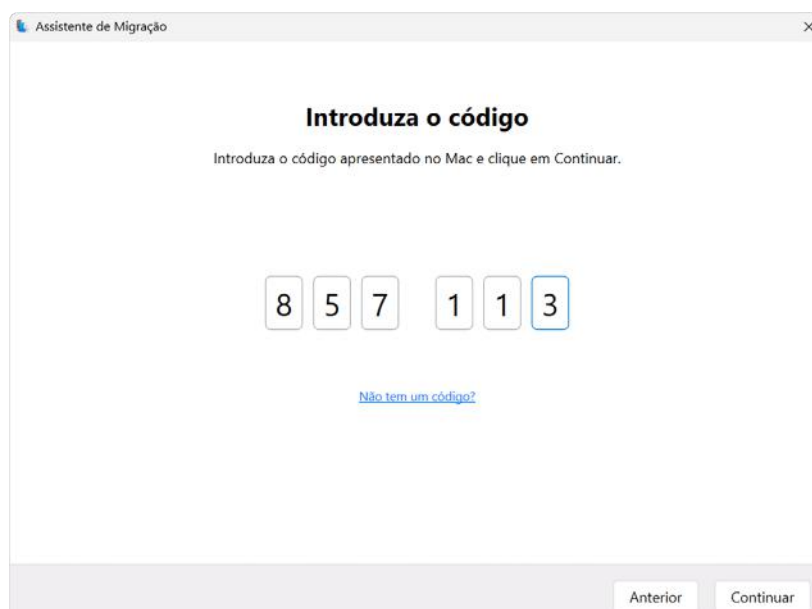 Assistente de Migração
Introduza o código
Introduza o código apresentado no Mac e clique em Continuar.
8 5 7 1 1 3
Não tem um código?
Anterior Continuar